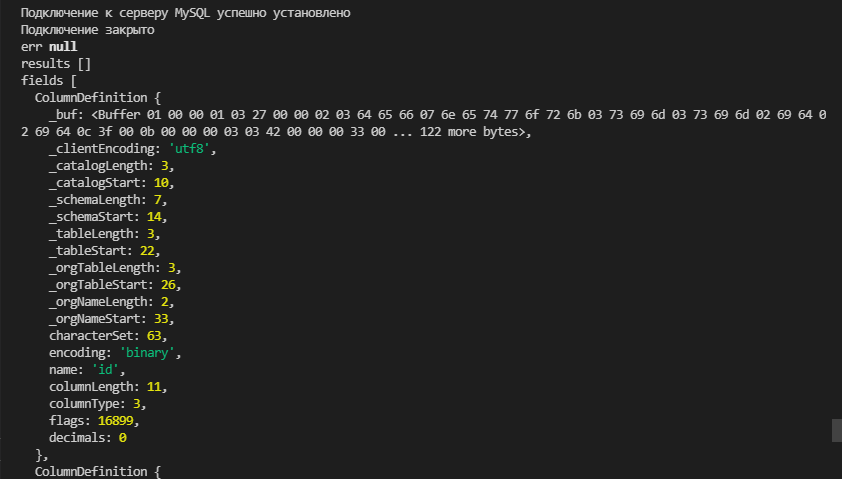 Подключение к серверу MySQL успешно установлено
Подключение закрыто
err null
results []
fields [
ColumnDefinition {
_buf: <Buffer 01 00 00 01 03 27 00 00 02 03 64 65 66 07 6e 65 74 77 6f 72 6b 03 73 69 6d 03 73 69 6d 02 69 64 0
2 69 64 0c 3f 00 0b 00 00 00 03 03 42 00 00 00 33 00 ... 122 more bytes>,
_clientEncoding: 'utf8',
_catalogLength: 3,
_catalogStart: 10,
_schemaLength: 7,
_schemaStart: 14,
_tableLength: 3,
_tableStart: 22,
_orgTableLength: 3,
_orgTableStart: 26,
_orgNameLength: 2,
_orgNameStart: 33,
characterSet: 63,
encoding: 'binary',
name: 'id',
columnLength: 11,
columnType: 3,
flags: 16899,
decimals: 0
},
ColumnDefinition {